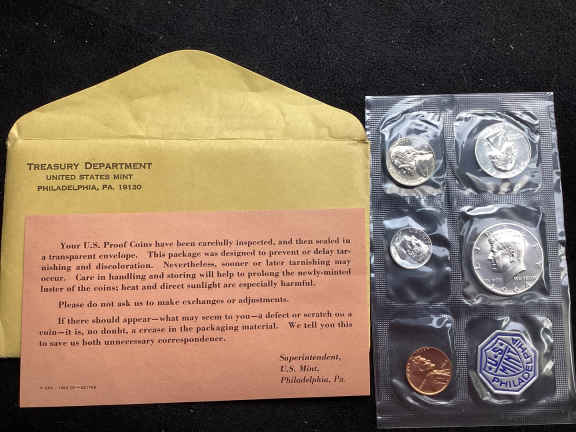 TREASURY DEPARTMENT
UNITED STATES MINT
PHILADELPHIA, PA. 19130
Your U.S. Proof Coins have been carefully inspected, and then sealed in
a transparent envelope. This package was designed to prevent or delay tar-
nishing and discoloration. Nevertheless, sooner or later tarnishing may
occur. Care in handling and storing will help to prolong the newly-minted
luster of the coins; heat and direct sunlight are especially harmful.
Please do not ask us to make exchanges or adjustments.
If there should appear—what may seem to you—a defect or scratch on a
coin—it is, no doubt, a crease in the packaging material. We tell you this
to save us both unnecessary correspondence.
Superintendent,
U.S. Mint,
Philadelphia, Pa.
U.S.
MINT
PHILADELPHIA